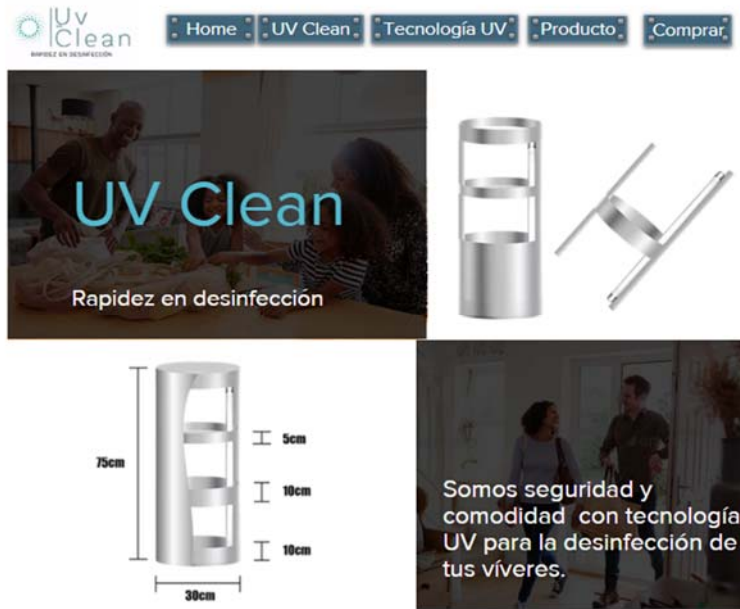 Uv
Clean
RAPIDEZ EN DESINFECCIÓN
Home
UV Clean
Tecnología UV
Producto
Comprar
UV Clean
Rapidez en desinfección
75cm
5cm
10cm
10cm
30cm
Somos seguridad y
comodidad con tecnología
UV para la desinfección de
tus víveres.